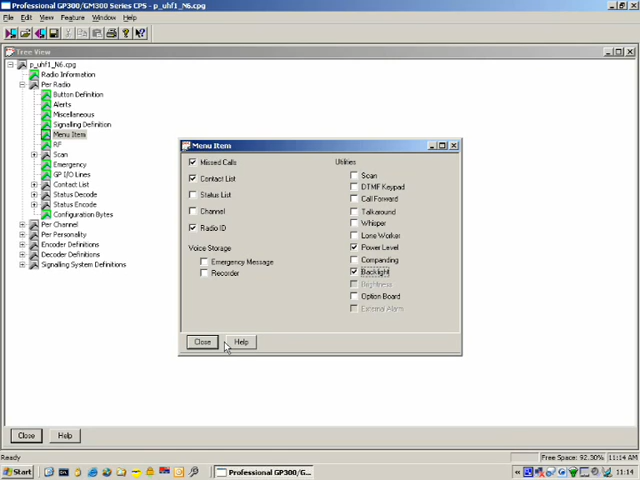 Professional GP300/GM300 Series CPS - p_uhf1_N6.cpg
File Edit View Feature Window Help
Tree View
p_uhf1_N6.cpg
Radio Information
Per Radio
Button Definition
Alerts
Miscellaneous
Signalling Definition
Menu Item
RF
Scan
Emergency
GP I/O Lines
Contact List
Status Decode
Status Encode
Configuration Bytes
Per Channel
Per Personality
Encoder Definitions
Decoder Definitions
Signalling System Definitions
Menu Item
Missed Calls
Contact List
Status List
Channel
Radio ID
Voice Storage
Emergency Message
Recorder
Utilities
Scan
DTMF Keypad
Call Forward
Talkaround
Whisper
Lone Worker
Power Level
Companding
Backlight
Brightness
Option Board
External Alarm
Close Help
Close Help
Ready Free Space: 92.30% 11:14 AM
Start Professional GP300/G... 11:14